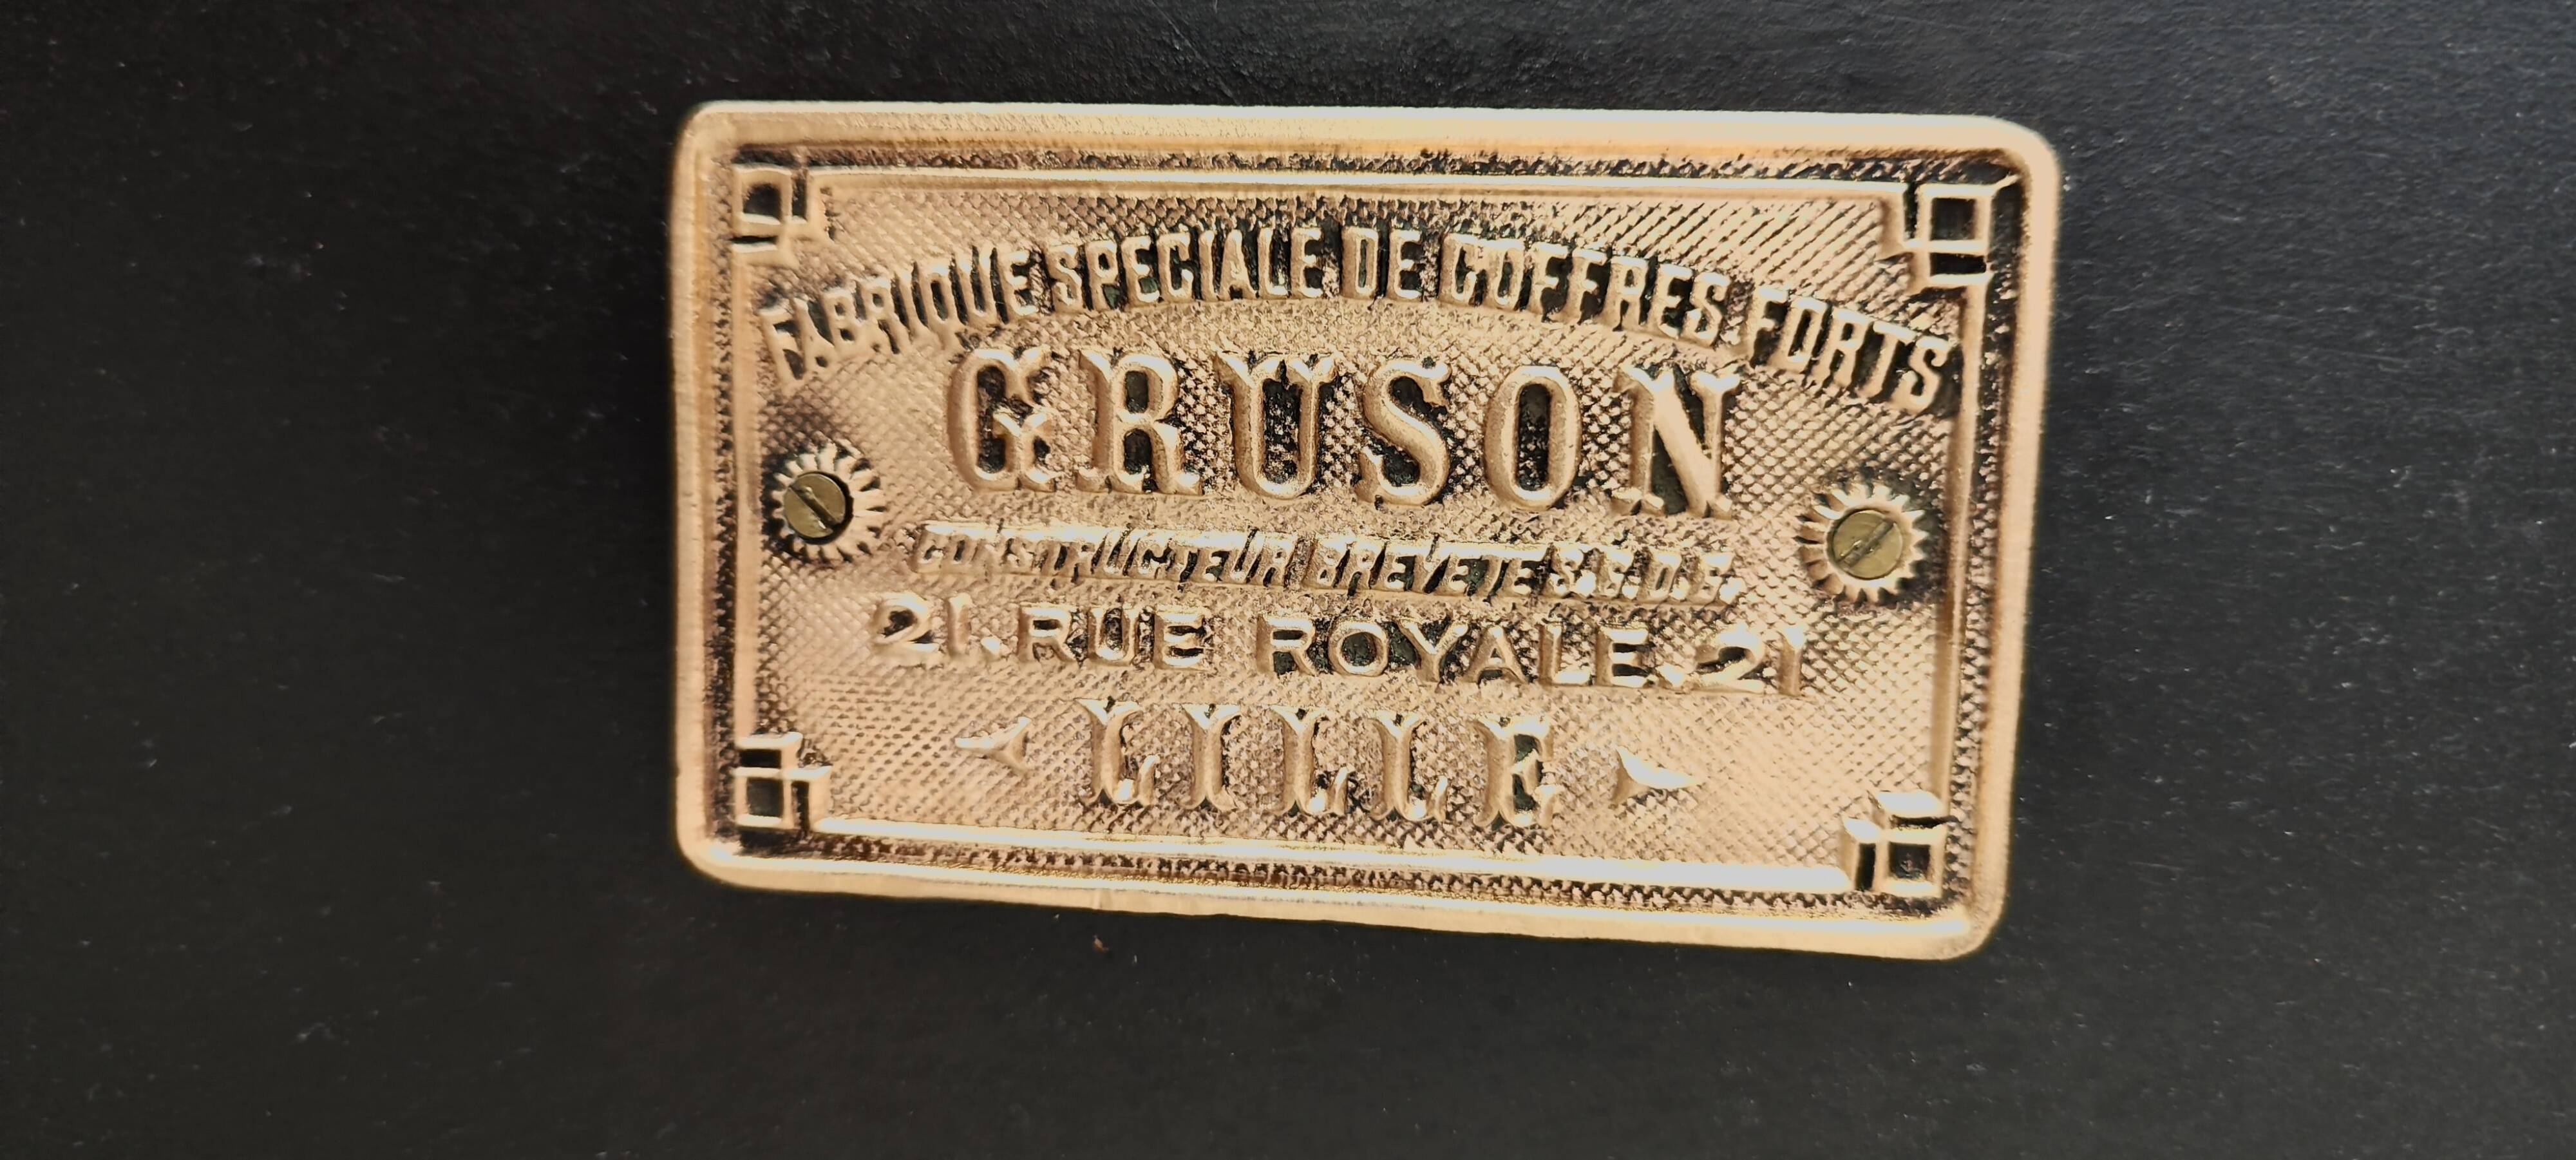 FABRIQUE SPECIALE DE COFFRES.FORTS
GRUSON
CONSTRUCTEUR BREVETE S.G.D.G.
21. RUE ROYALE. 21
LILLE